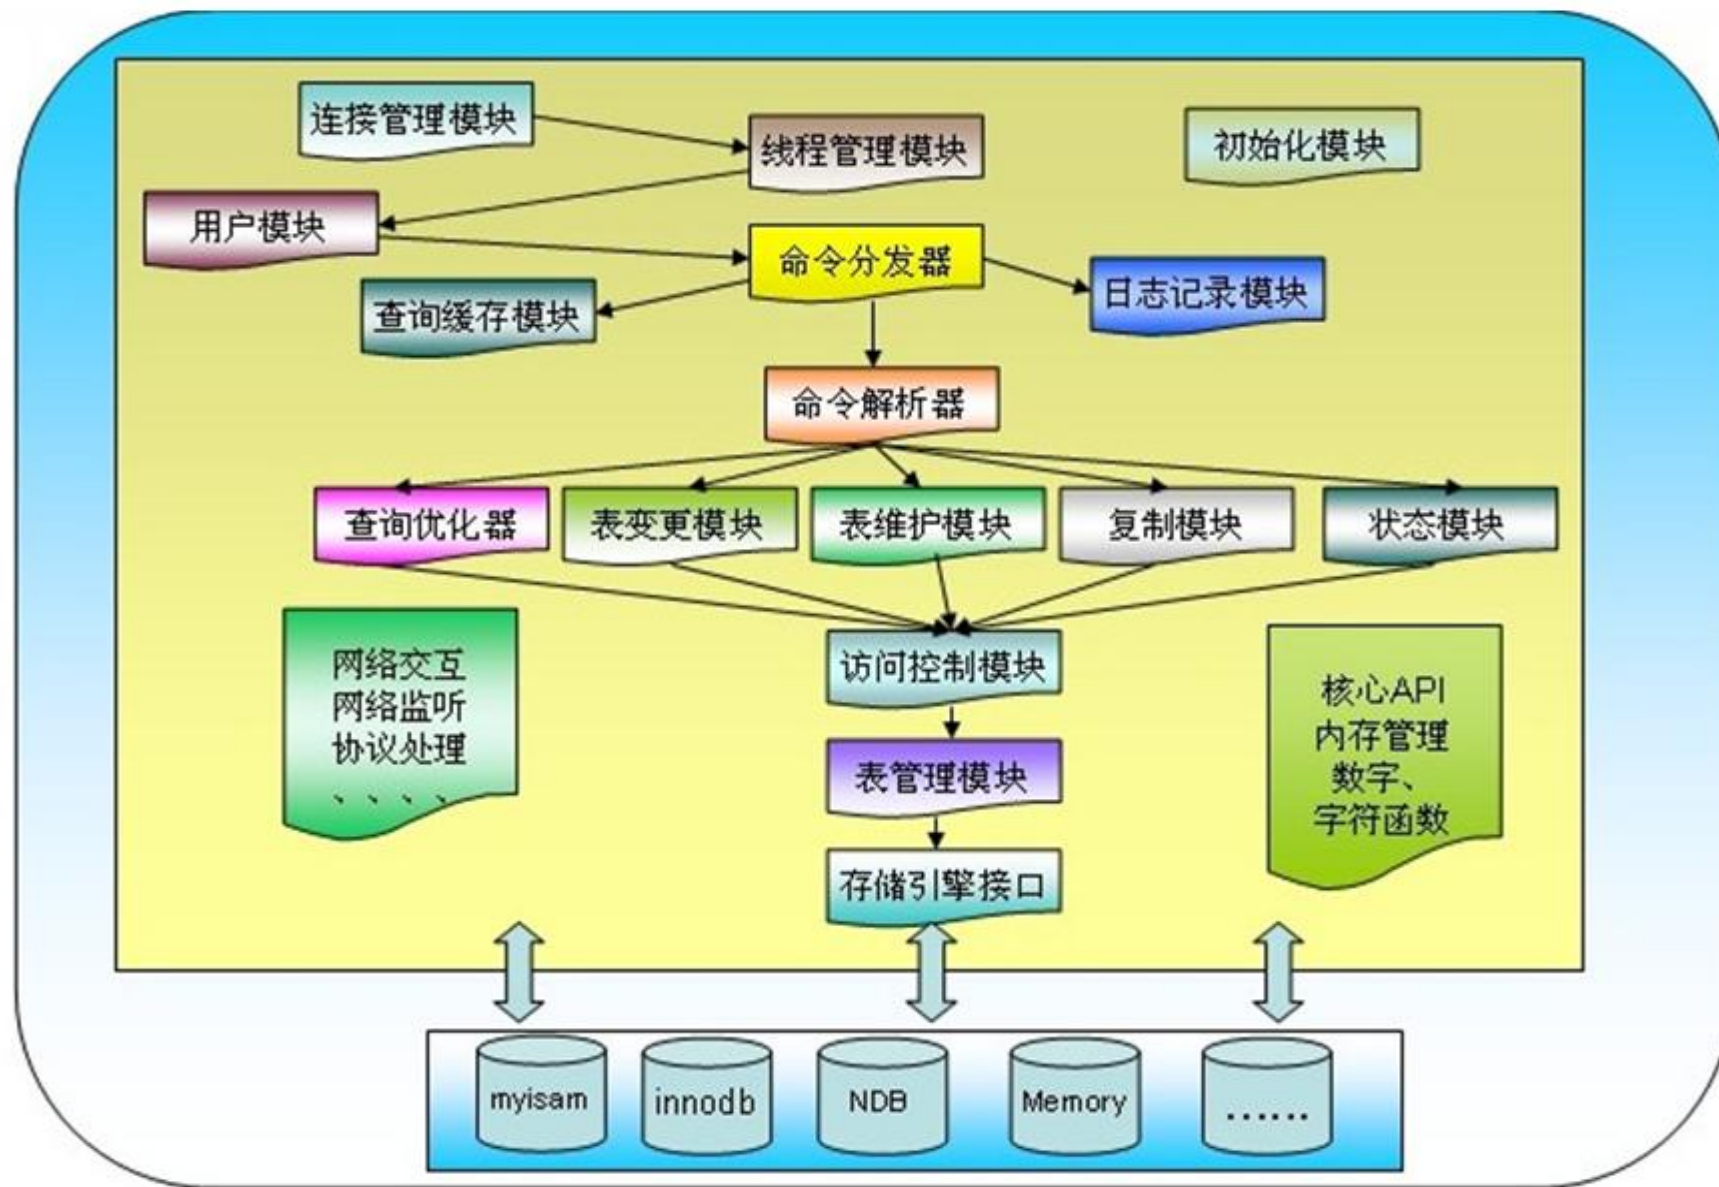 连接管理模块
线程管理模块
初始化模块
用户模块
命令分发器
查询缓存模块
日志记录模块
命令解析器
查询优化器
表变更模块
表维护模块
复制模块
状态模块
网络交互
网络监听
协议处理
、、、、
访问控制模块
核心API
内存管理
数字、
字符函数
表管理模块
存储引擎接口
myisam
innodb
NDB
Memory
……